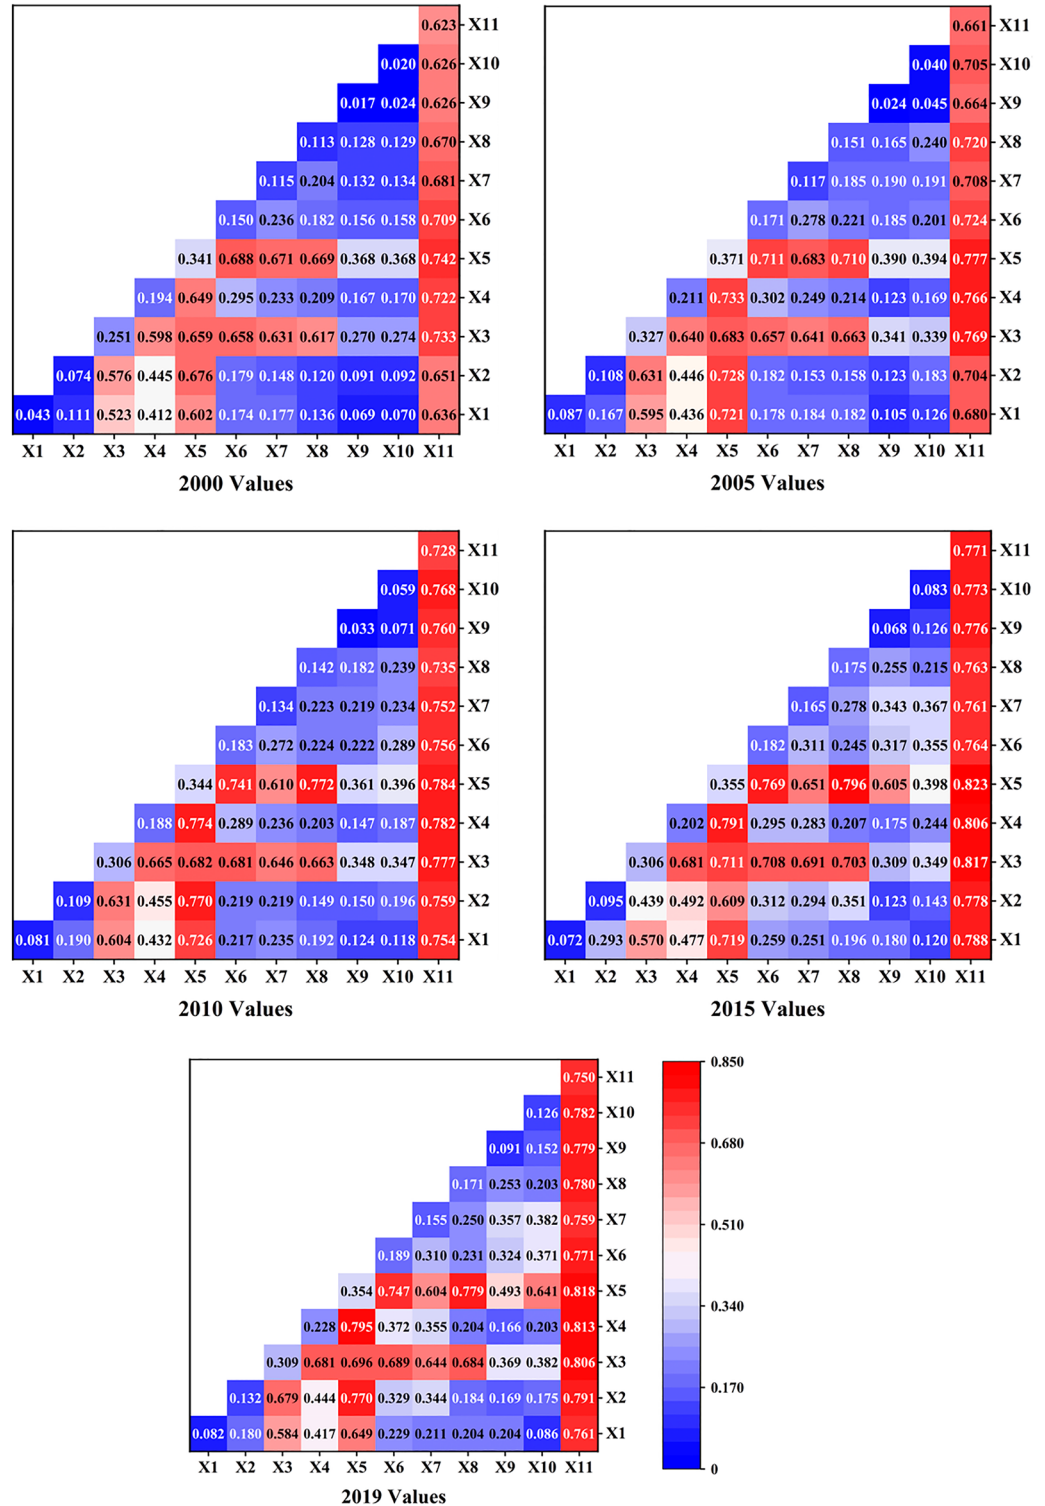 0.623 X11
0.020 0.626 X10
0.017 0.024 0.626 X9
0.113 0.128 0.129 0.670 X8
0.115 0.204 0.132 0.134 0.681 X7
0.150 0.236 0.182 0.156 0.158 0.709 X6
0.341 0.688 0.671 0.669 0.368 0.368 0.742 X5
0.194 0.649 0.295 0.233 0.209 0.167 0.170 0.722 X4
0.251 0.598 0.659 0.658 0.631 0.617 0.270 0.274 0.733 X3
0.074 0.576 0.445 0.676 0.179 0.148 0.120 0.091 0.092 0.651 X2
0.043 0.111 0.523 0.412 0.602 0.174 0.177 0.136 0.069 0.070 0.636 X1
X1 X2 X3 X4 X5 X6 X7 X8 X9 X10 X11
2000 Values
0.661 X11
0.040 0.705 X10
0.024 0.045 0.664 X9
0.151 0.165 0.240 0.720 X8
0.117 0.185 0.190 0.191 0.708 X7
0.171 0.278 0.221 0.185 0.201 0.724 X6
0.371 0.711 0.683 0.710 0.390 0.394 0.777 X5
0.211 0.733 0.302 0.249 0.214 0.123 0.169 0.766 X4
0.327 0.640 0.683 0.657 0.641 0.663 0.341 0.339 0.769 X3
0.108 0.631 0.446 0.728 0.182 0.153 0.158 0.123 0.183 0.704 X2
0.087 0.167 0.595 0.436 0.721 0.178 0.184 0.182 0.105 0.126 0.680 X1
X1 X2 X3 X4 X5 X6 X7 X8 X9 X10 X11
2005 Values
0.728 X11
0.059 0.768 X10
0.033 0.071 0.760 X9
0.142 0.182 0.239 0.735 X8
0.134 0.223 0.219 0.234 0.752 X7
0.183 0.272 0.224 0.222 0.289 0.756 X6
0.344 0.741 0.610 0.772 0.361 0.396 0.784 X5
0.188 0.774 0.289 0.236 0.203 0.147 0.187 0.782 X4
0.306 0.665 0.682 0.681 0.646 0.663 0.348 0.347 0.777 X3
0.109 0.631 0.455 0.770 0.219 0.219 0.149 0.150 0.196 0.759 X2
0.081 0.190 0.604 0.432 0.726 0.217 0.235 0.192 0.124 0.118 0.754 X1
X1 X2 X3 X4 X5 X6 X7 X8 X9 X10 X11
2010 Values
0.771 X11
0.083 0.773 X10
0.068 0.126 0.776 X9
0.175 0.255 0.215 0.763 X8
0.165 0.278 0.343 0.367 0.761 X7
0.182 0.311 0.245 0.317 0.355 0.764 X6
0.355 0.769 0.651 0.796 0.605 0.398 0.823 X5
0.202 0.791 0.295 0.283 0.207 0.175 0.244 0.806 X4
0.306 0.681 0.711 0.708 0.691 0.703 0.309 0.349 0.817 X3
0.095 0.439 0.492 0.609 0.312 0.294 0.351 0.123 0.143 0.778 X2
0.072 0.293 0.570 0.477 0.719 0.259 0.251 0.196 0.180 0.120 0.788 X1
X1 X2 X3 X4 X5 X6 X7 X8 X9 X10 X11
2015 Values
0.750 X11
0.126 0.782 X10
0.091 0.152 0.779 X9
0.171 0.253 0.203 0.780 X8
0.155 0.250 0.357 0.382 0.759 X7
0.189 0.310 0.231 0.324 0.371 0.771 X6
0.354 0.747 0.604 0.779 0.493 0.641 0.818 X5
0.228 0.795 0.372 0.355 0.204 0.166 0.203 0.813 X4
0.309 0.681 0.696 0.689 0.644 0.684 0.369 0.382 0.806 X3
0.132 0.679 0.444 0.770 0.329 0.344 0.184 0.169 0.175 0.791 X2
0.082 0.180 0.584 0.417 0.649 0.229 0.211 0.204 0.204 0.086 0.761 X1
X1 X2 X3 X4 X5 X6 X7 X8 X9 X10 X11
2019 Values
0.850
0.680
0.510
0.340
0.170
0